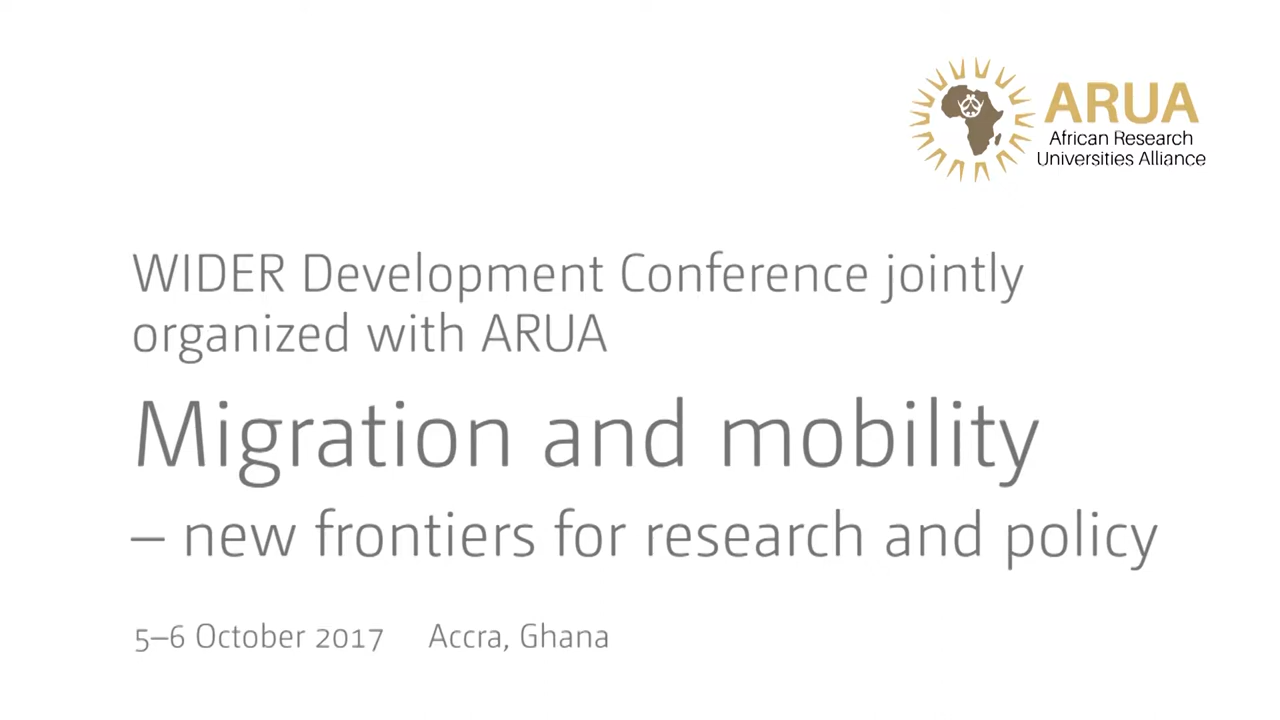 ARUA
African Research
Universities Alliance
WIDER Development Conference jointly
organized with ARUA
Migration and mobility
– new frontiers for research and policy
5–6 October 2017 Accra, Ghana